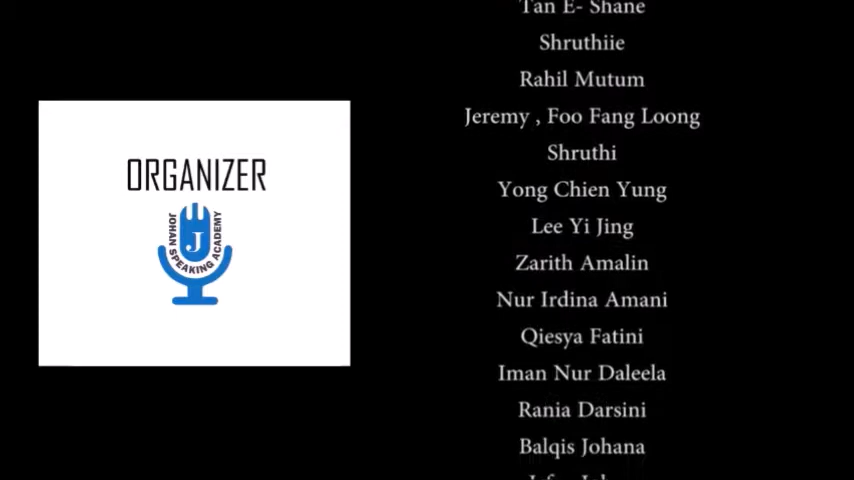 ORGANIZER
JOHAN SPEAKING ACADEMY
J
Tan E- Shane
Shruthiie
Rahil Mutum
Jeremy , Foo Fang Loong
Shruthi
Yong Chien Yung
Lee Yi Jing
Zarith Amalin
Nur Irdina Amani
Qiesya Fatini
Iman Nur Daleela
Rania Darsini
Balqis Johana